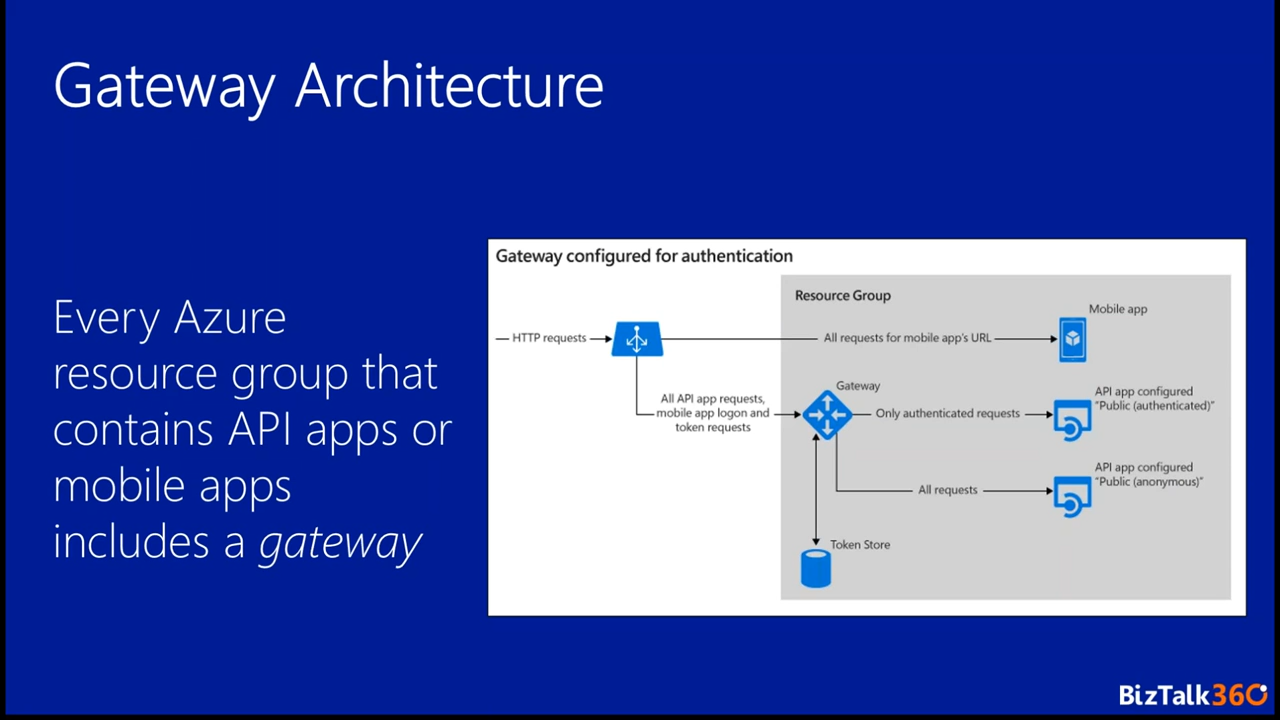 Gateway Architecture
Every Azure
resource group that
contains API apps or
mobile apps
includes a gateway
Gateway configured for authentication
Resource Group
Mobile app
HTTP requests
All requests for mobile app's URL
Gateway
All API app requests,
mobile app logon and
token requests
Only authenticated requests
API app configured
"Public (authenticated)"
All requests
API app configured
"Public (anonymous)"
Token Store
BizTalk360